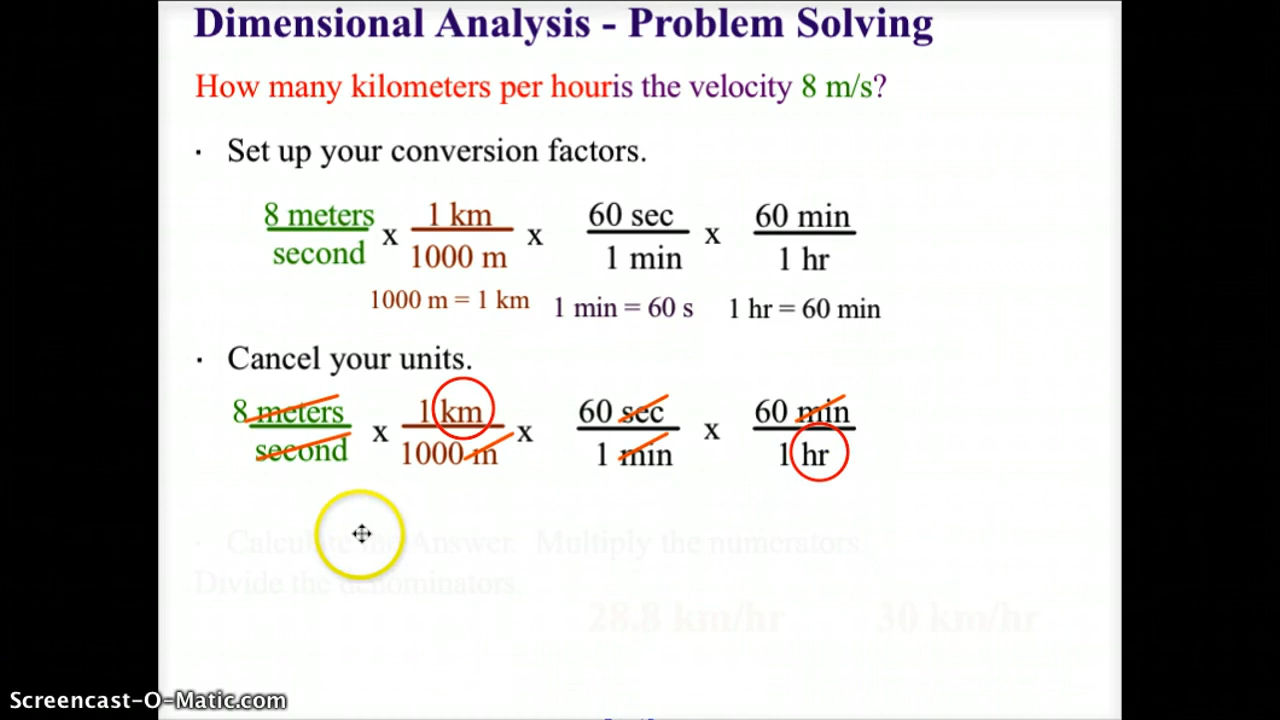 Dimensional Analysis - Problem Solving
How many kilometers per houris the velocity 8 m/s?
· Set up your conversion factors.
8 meters x 1 km x 60 sec x 60 min
second 1000 m 1 min 1 hr
1000 m = 1 km 1 min = 60 s 1 hr = 60 min
· Cancel your units.
8 meters x 1 km x 60 sec x 60 min
second 1000 m 1 min 1 hr
· Calculate Answer. Multiply the numerators.
Divide the denominators.
28.8 km/hr 30 km/hr
Screencast-O-Matic.com